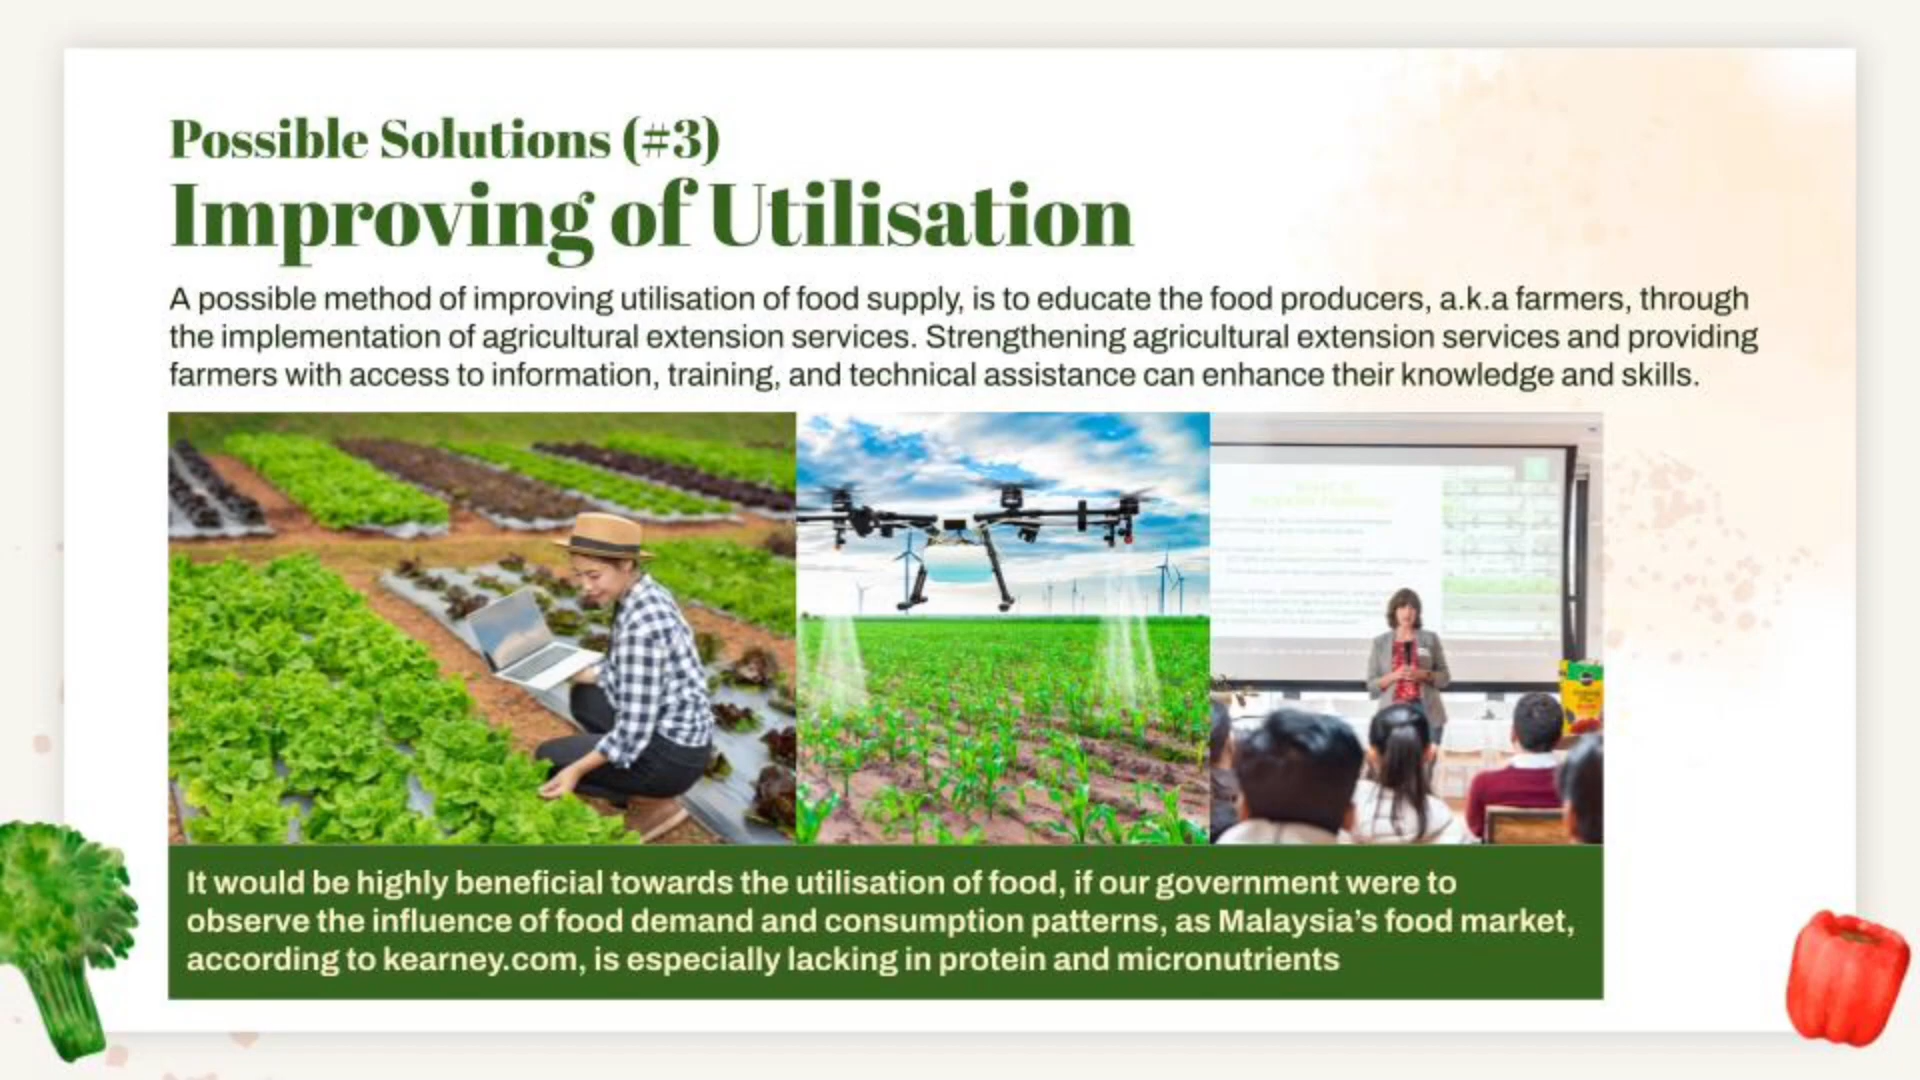 Possible Solutions (#3)
Improving of Utilisation
A possible method of improving utilisation of food supply, is to educate the food producers, a.k.a farmers, through
the implementation of agricultural extension services. Strengthening agricultural extension services and providing
farmers with access to information, training, and technical assistance can enhance their knowledge and skills.
It would be highly beneficial towards the utilisation of food, if our government were to
observe the influence of food demand and consumption patterns, as Malaysia's food market,
according to kearney.com, is especially lacking in protein and micronutrients